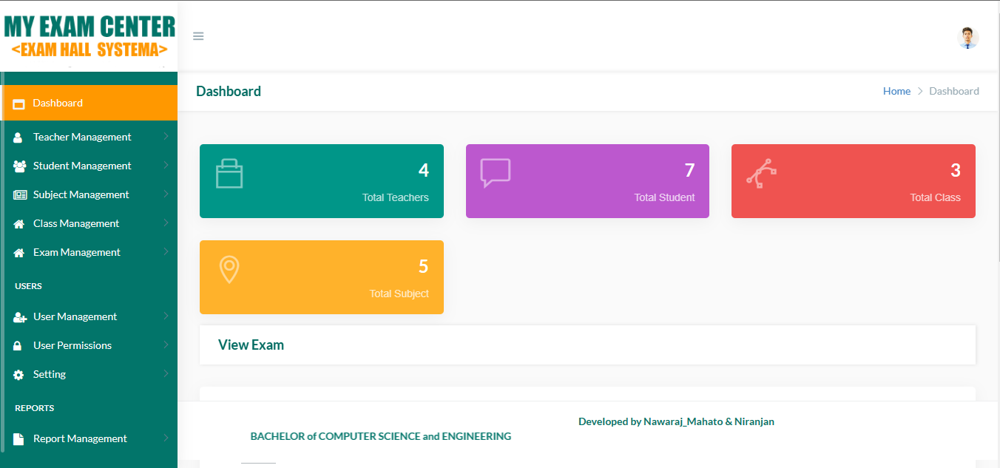 MY EXAM CENTER
<EXAM HALL SYSTEMA>
Dashboard
Teacher Management
Student Management
Subject Management
Class Management
Exam Management
USERS
User Management
User Permissions
Setting
REPORTS
Report Management
Dashboard
Home > Dashboard
4
Total Teachers
7
Total Student
3
Total Class
5
Total Subject
View Exam
Developed by Nawaraj_Mahato & Niranjan
BACHELOR of COMPUTER SCIENCE and ENGINEERING